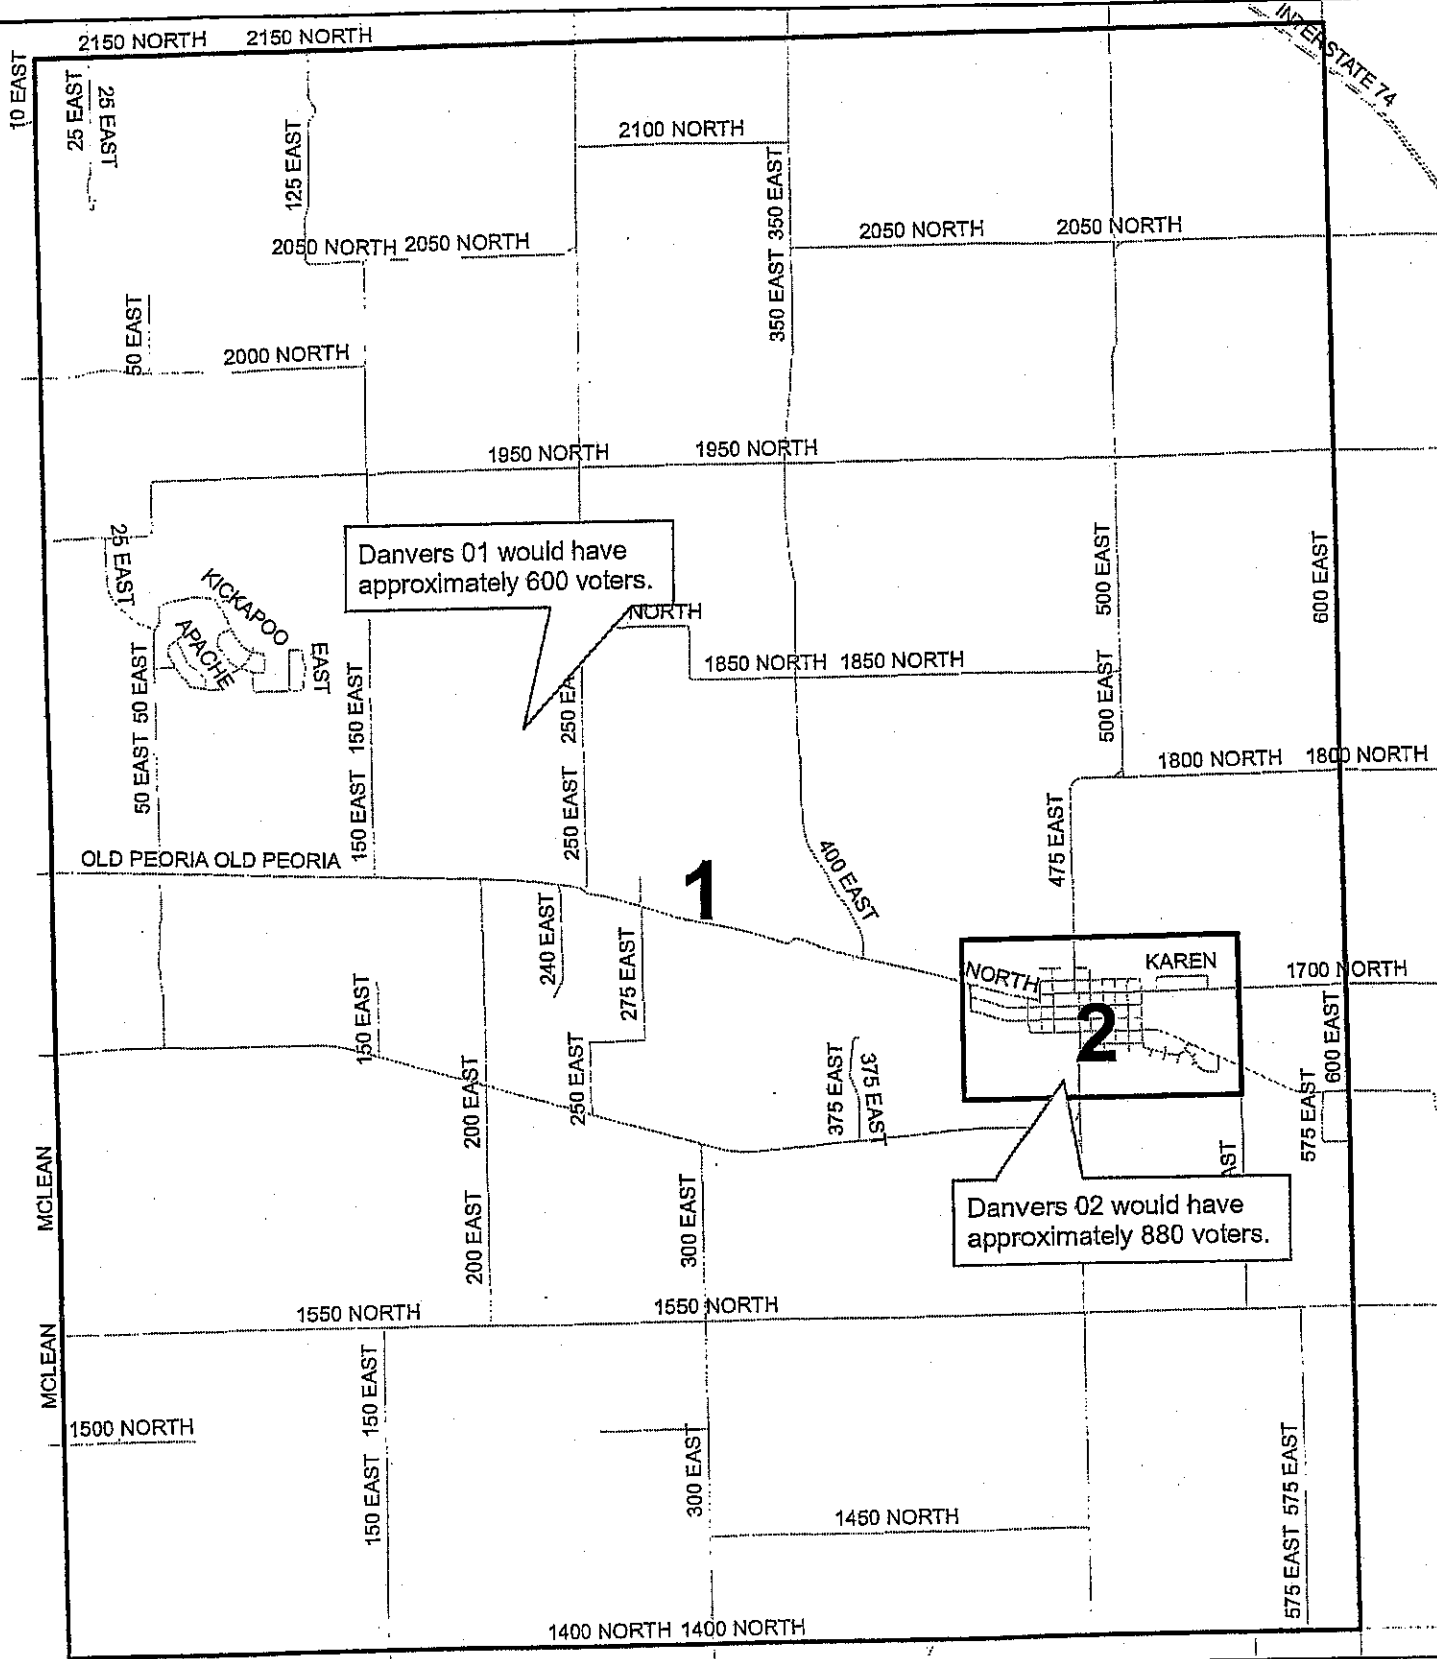 2150 NORTH 2150 NORTH
INTERSTATE 74
10 EAST
25 EAST
25 EAST
125 EAST
2100 NORTH
350 EAST 350 EAST
2050 NORTH 2050 NORTH
2050 NORTH 2050 NORTH
50 EAST
2000 NORTH
1950 NORTH 1950 NORTH
25 EAST
KICKAPOO
APACHE
EAST
Danvers 01 would have
approximately 600 voters.
NORTH
500 EAST 500 EAST
600 EAST
1850 NORTH 1850 NORTH
50 EAST 50 EAST
150 EAST 150 EAST
250 EAST 250 EA
1800 NORTH 1800 NORTH
475 EAST
OLD PEORIA OLD PEORIA
1
400 EAST
240 EAST
275 EAST
NORTH
KAREN
1700 NORTH
2
150 EAST
200 EAST 200 EAST
250 EAST
375 EAST
375 EAST
600 EAST
575 EAST
AST
MCLEAN
Danvers 02 would have
approximately 880 voters.
300 EAST
1550 NORTH
1550 NORTH
MCLEAN
150 EAST 150 EAST
1500 NORTH
300 EAST
1450 NORTH
575 EAST 575 EAST
1400 NORTH 1400 NORTH